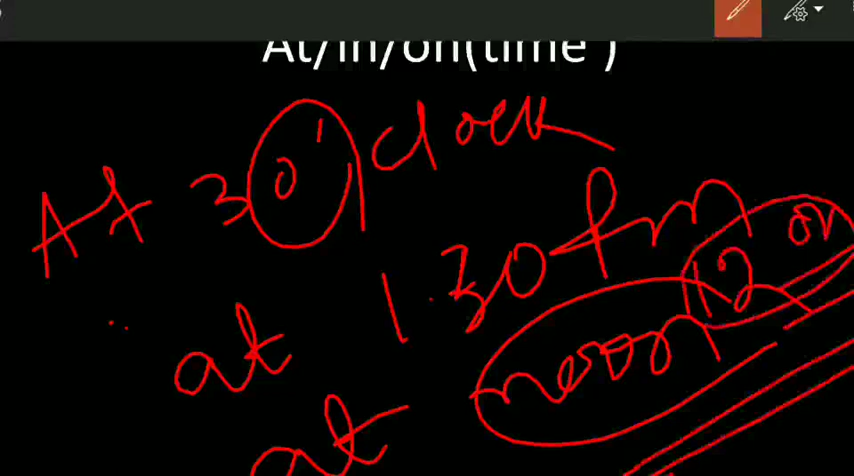 At/in/on(time )
At 3 o'clock
at 1.30 pm
at noon 12